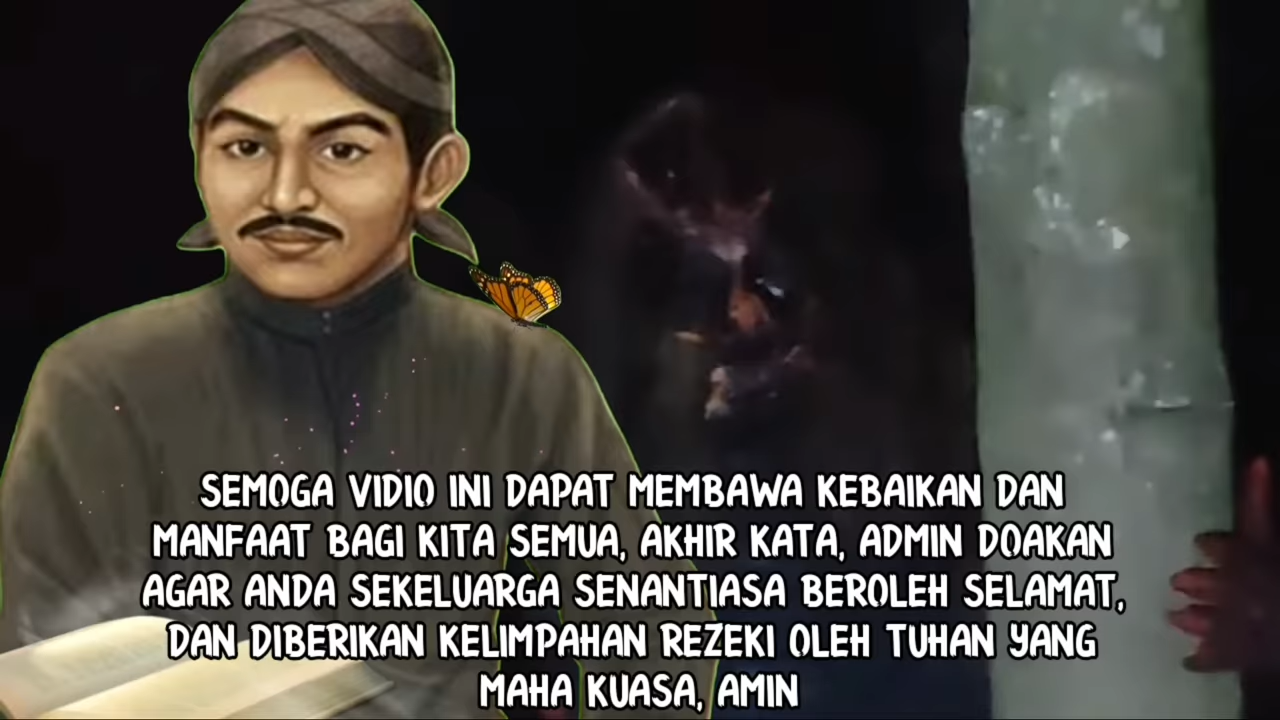 SEMOGA VIDIO INI DAPAT MEMBAWA KEBAIKAN DAN
MANFAAT BAGI KITA SEMUA, AKHIR KATA, ADMIN DOAKAN
AGAR ANDA SEKELUARGA SENANTIASA BEROLEH SELAMAT,
DAN DIBERIKAN KELIMPAHAN REZEKI OLEH TUHAN YANG
MAHA KUASA, AMIN